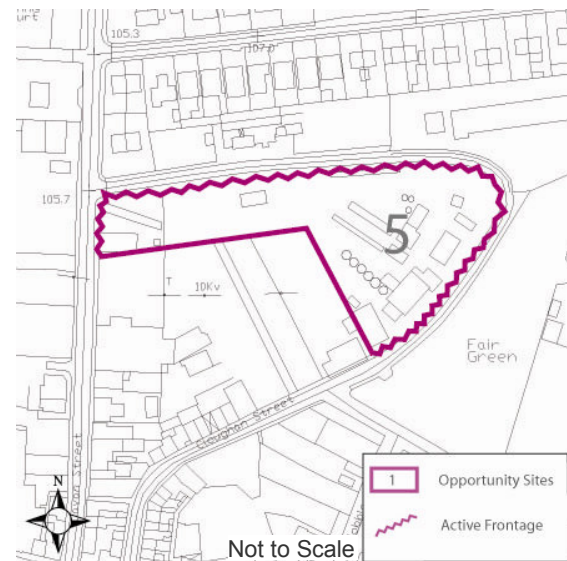 105.3
107.0
105.7
5
T
10Kv
Fair
Green
Street
Street
N
1
Opportunity Sites
Active Frontage
Not to Scale